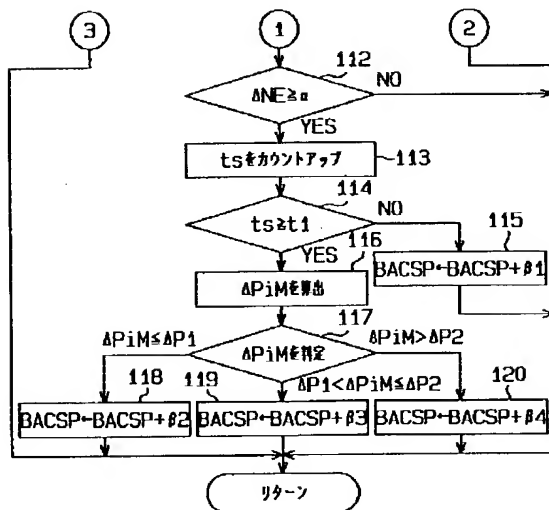 3
1
2
112
ΔNE≧α
NO
YES
tsをカウントアップ
113
114
ts≧t1
NO
115
YES
116
BACSP←BACSP+β1
ΔPiMを算出
117
ΔPiM≦ΔP1
ΔPiM>ΔP2
ΔPiMを判定
ΔP1<ΔPiM≦ΔP2
118
119
120
BACSP←BACSP+β2
BACSP←BACSP+β3
BACSP←BACSP+β4
リターン